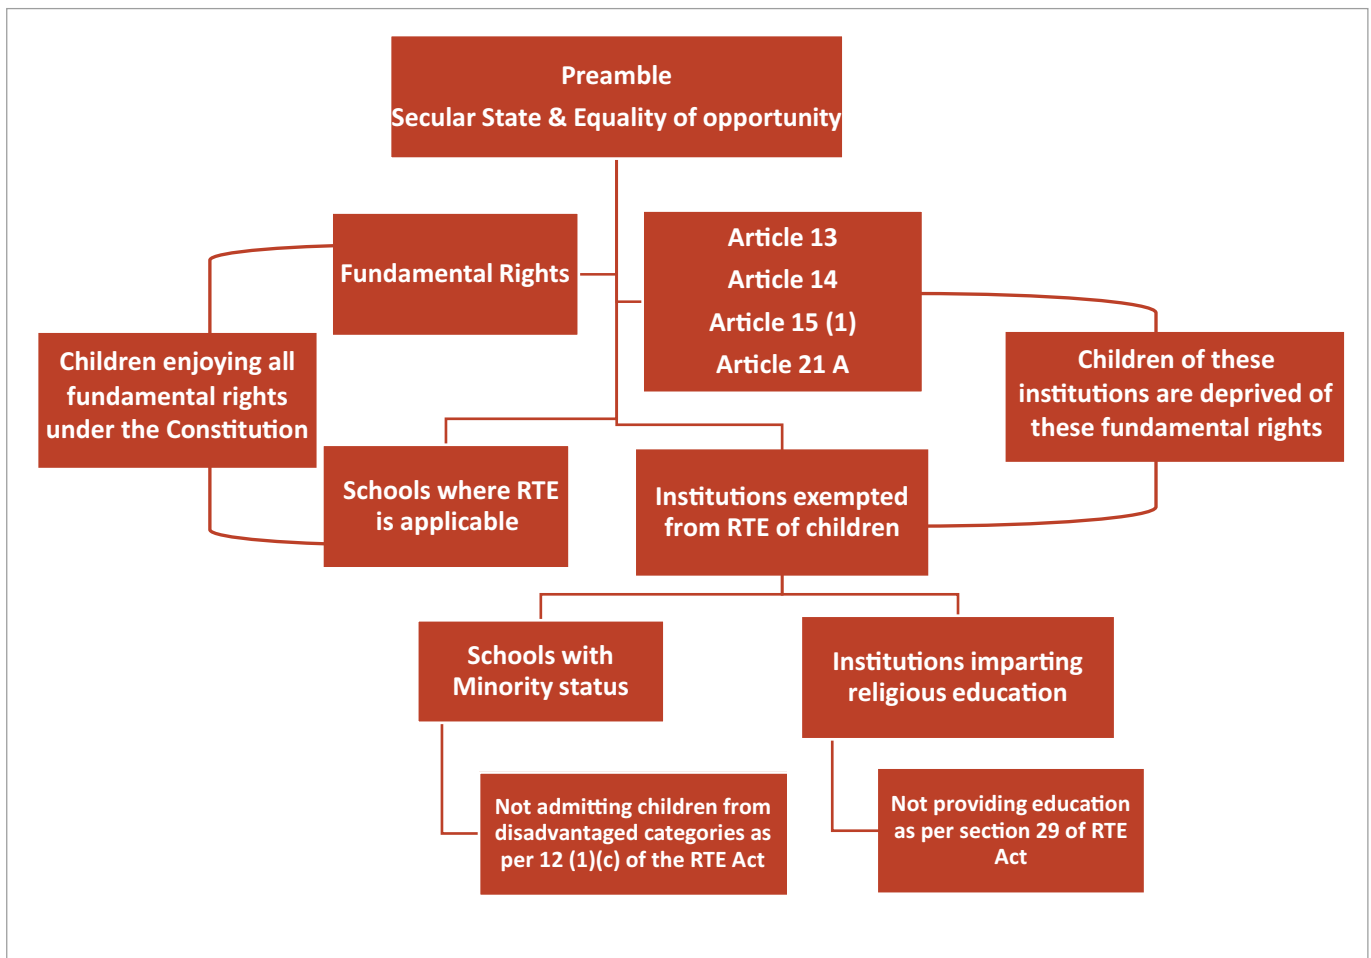 Preamble
Secular State & Equality of opportunity
Fundamental Rights
Article 13
Article 14
Article 15 (1)
Article 21 A
Children enjoying all
fundamental rights
under the Constitution
Children of these
institutions are deprived of
these fundamental rights
Schools where RTE
is applicable
Institutions exempted
from RTE of children
Schools with
Minority status
Institutions imparting
religious education
Not admitting children from
disadvantaged categories as
per 12 (1)(c) of the RTE Act
Not providing education
as per section 29 of RTE
Act